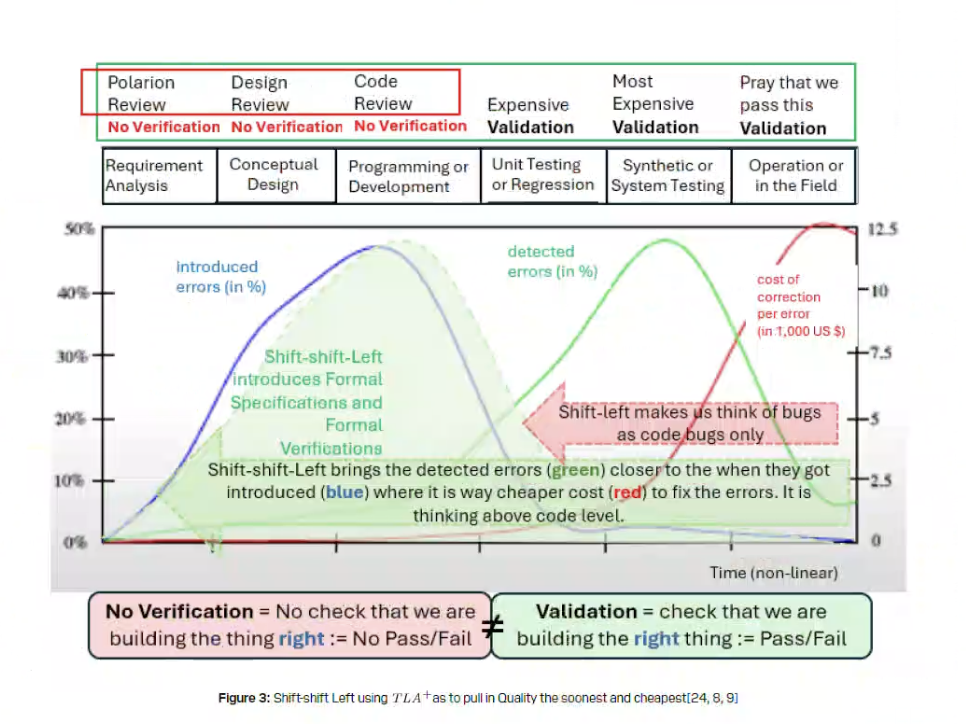 Polarion Review
Design Review
Code Review
Expensive
Most Expensive
Pray that we pass this
No Verification
No Verification
No Verification
Validation
Validation
Validation
Requirement Analysis
Conceptual Design
Programming or Development
Unit Testing or Regression
Synthetic or System Testing
Operation or in the Field
50%
40%
30%
20%
10%
0%
12.5
10
7.5
5
2.5
0
introduced
errors (in %)
detected
errors (in %)
cost of
correction
per error
(in 1,000 US $)
Shift-shift-Left
introduces Formal
Specifications and
Formal
Verifications
Shift-left makes us think of bugs
as code bugs only
Shift-shift-Left brings the detected errors (green) closer to the when they got
introduced (blue) where it is way cheaper cost (red) to fix the errors. It is
thinking above code level.
Time (non-linear)
No Verification = No check that we are
building the thing right := No Pass/Fail
≠
Validation = check that we are
building the right thing := Pass/Fail
Figure 3: Shift-shift Left using TLA+ as to pull in Quality the soonest and cheapest[24, 8, 9]